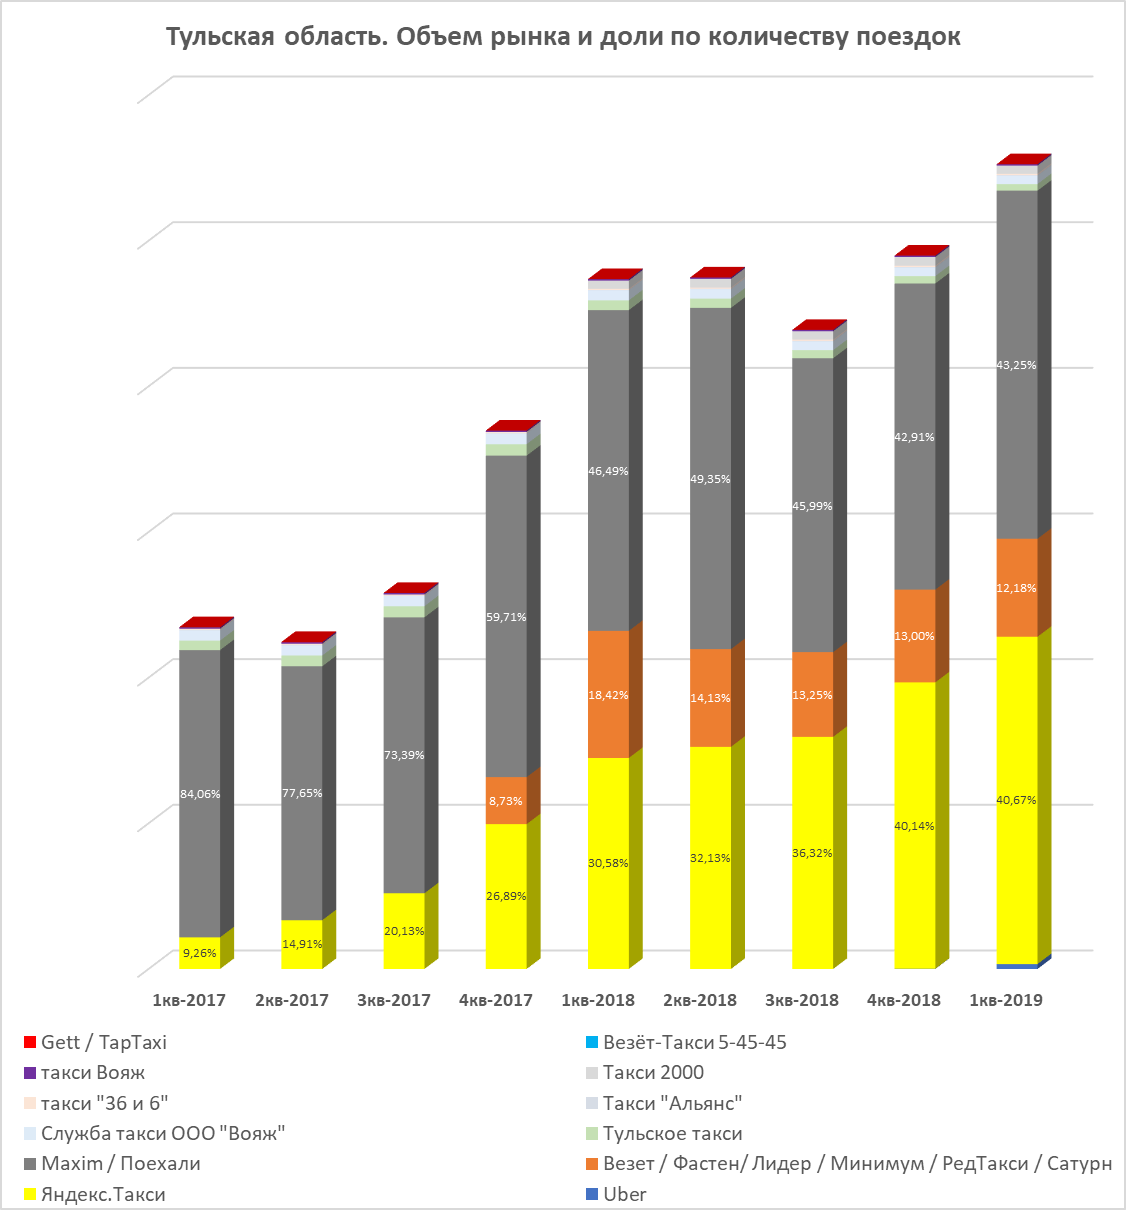 Тульская область. Объем рынка и доли по количеству поездок
84,06%
9,26%
77,65%
14,91%
73,39%
20,13%
59,71%
8,73%
26,89%
46,49%
18,42%
30,58%
49,35%
14,13%
32,13%
45,99%
13,25%
36,32%
42,91%
13,00%
40,14%
43,25%
12,18%
40,67%
1кв-2017 2кв-2017 3кв-2017 4кв-2017 1кв-2018 2кв-2018 3кв-2018 4кв-2018 1кв-2019
Gett / TapTaxi
Везёт-Такси 5-45-45
такси Вояж
Такси 2000
такси "36 и 6"
Такси "Альянс"
Служба такси ООО "Вояж"
Тульское такси
Maxim / Поехали
Везет / Фастен/ Лидер / Минимум / РедТакси / Сатурн
Яндекс.Такси
Uber